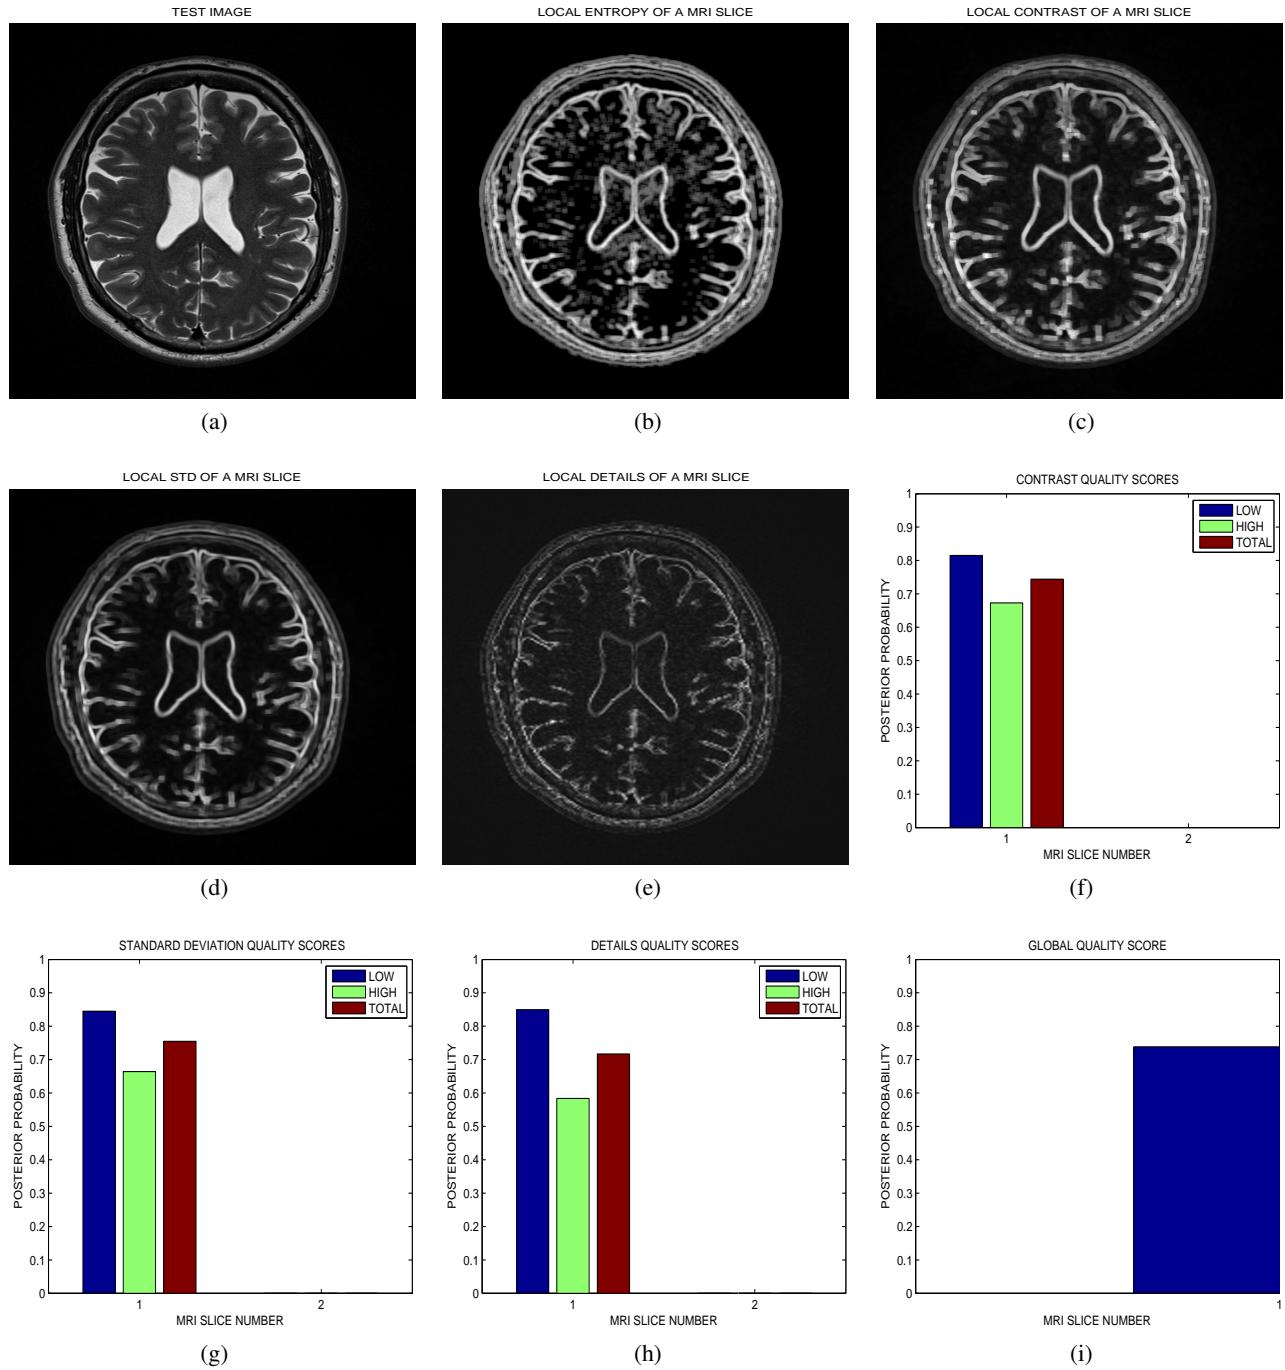 TEST IMAGE
LOCAL ENTROPY OF A MRI SLICE
LOCAL CONTRAST OF A MRI SLICE
(a)
(b)
(c)
LOCAL STD OF A MRI SLICE
LOCAL DETAILS OF A MRI SLICE
CONTRAST QUALITY SCORES
1
0.9
0.8
0.7
0.6
0.5
0.4
0.3
0.2
0.1
0
POSTERIOR PROBABILITY
LOW
HIGH
TOTAL
1
2
MRI SLICE NUMBER
(d)
(e)
(f)
STANDARD DEVIATION QUALITY SCORES
1
0.9
0.8
0.7
0.6
0.5
0.4
0.3
0.2
0.1
0
POSTERIOR PROBABILITY
LOW
HIGH
TOTAL
1
2
MRI SLICE NUMBER
DETAILS QUALITY SCORES
1
0.9
0.8
0.7
0.6
0.5
0.4
0.3
0.2
0.1
0
POSTERIOR PROBABILITY
LOW
HIGH
TOTAL
1
2
MRI SLICE NUMBER
GLOBAL QUALITY SCORE
1
0.9
0.8
0.7
0.6
0.5
0.4
0.3
0.2
0.1
0
POSTERIOR PROBABILITY
1
MRI SLICE NUMBER
(g)
(h)
(i)